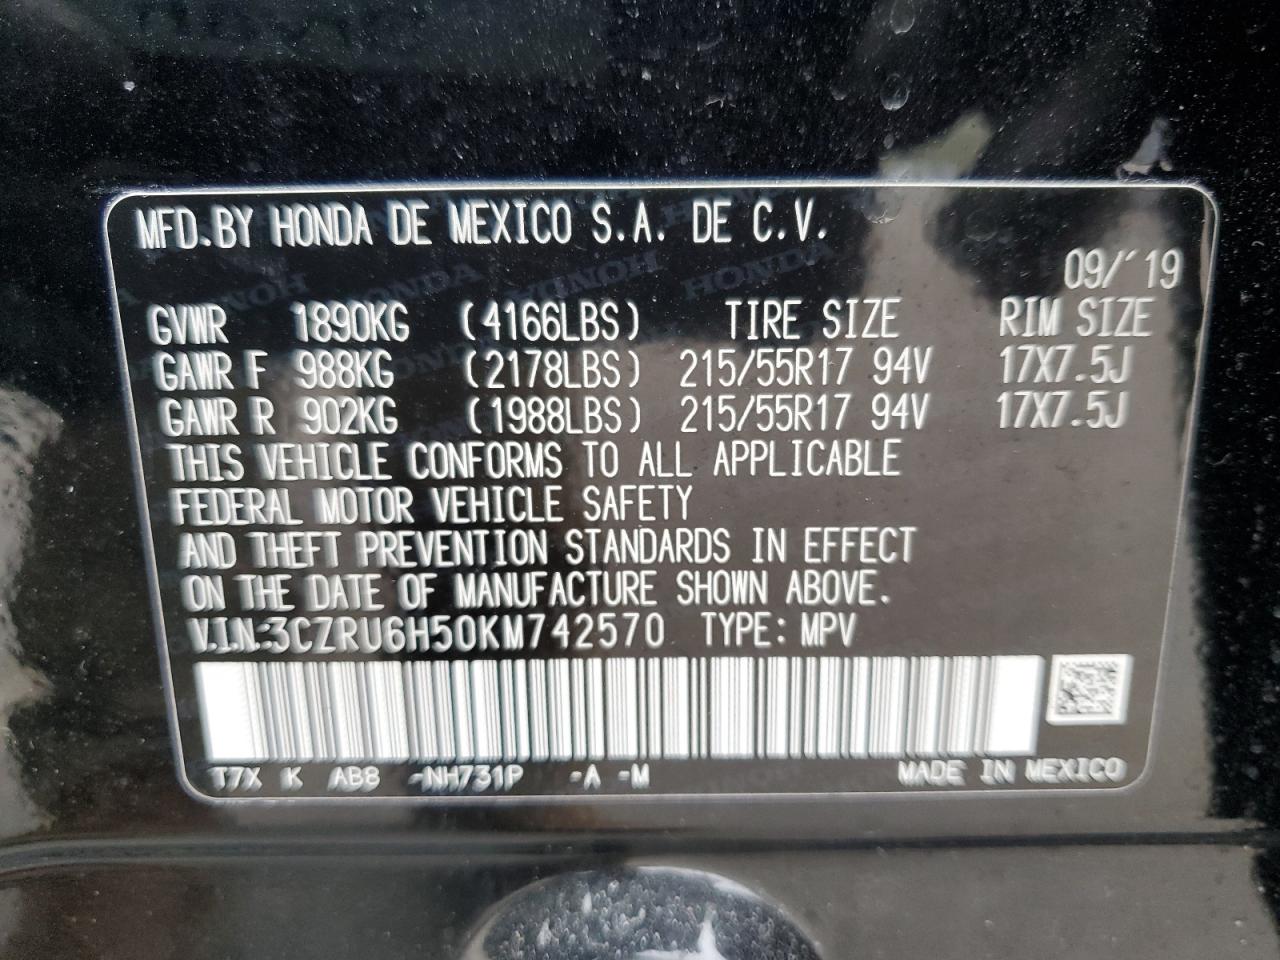 MFD.BY HONDA DE MEXICO S.A. DE C.V.
09/'19
GVWR 1890KG (4166LBS) TIRE SIZE RIM SIZE
GAWR F 988KG (2178LBS) 215/55R17 94V 17X7.5J
GAWR R 902KG (1988LBS) 215/55R17 94V 17X7.5J
THIS VEHICLE CONFORMS TO ALL APPLICABLE
FEDERAL MOTOR VEHICLE SAFETY
AND THEFT PREVENTION STANDARDS IN EFFECT
ON THE DATE OF MANUFACTURE SHOWN ABOVE.
V.I.N:3CZRU6H50KM742570 TYPE: MPV
T7X K AB8 -NH731P -A -M MADE IN MEXICO